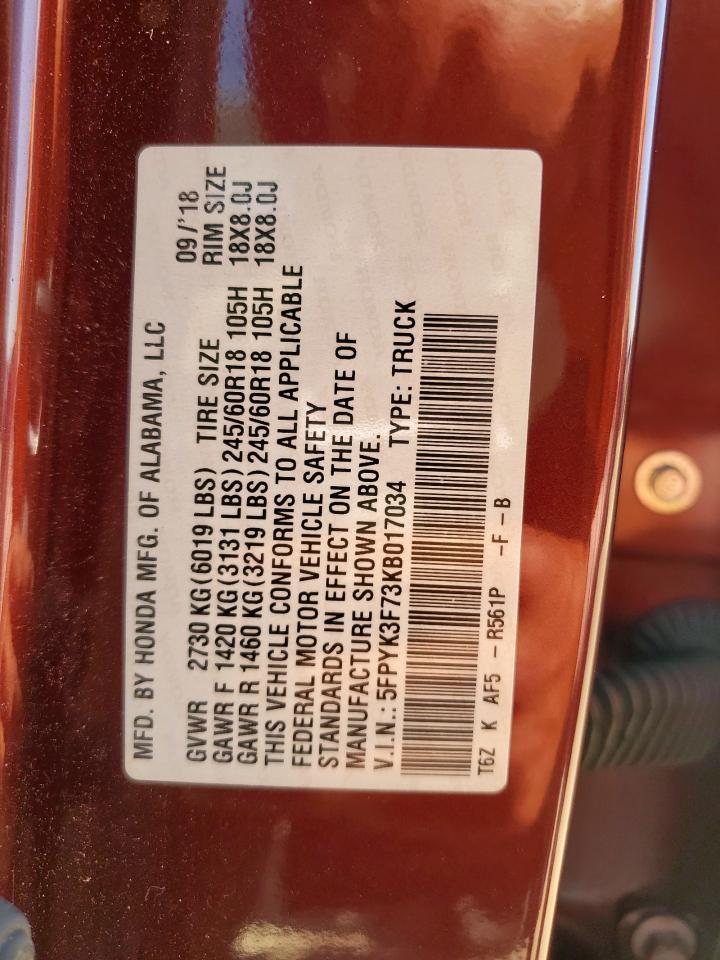 MFD. BY HONDA MFG. OF ALABAMA, LLC 09/'18
GVWR 2730 KG(6019 LBS) TIRE SIZE RIM SIZE
GAWR F 1420 KG(3131 LBS)245/60R18 105H 18X8.0J
GAWR R 1460 KG(3219 LBS)245/60R18 105H 18X8.0J
THIS VEHICLE CONFORMS TO ALL APPLICABLE
FEDERAL MOTOR VEHICLE SAFETY
STANDARDS IN EFFECT ON THE DATE OF
MANUFACTURE SHOWN ABOVE.
V.I.N.: 5FPYK3F73KB017034 TYPE: TRUCK
T6Z K AF5 -R561P -F-B